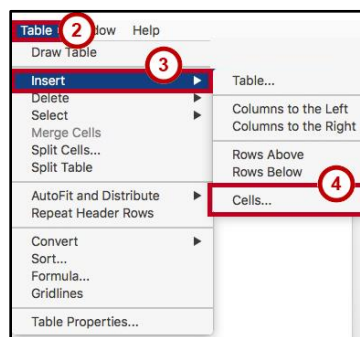 Table 2 dow Help
Draw Table
3
Insert
Delete
Select
Merge Cells
Split Cells...
Split Table
AutoFit and Distribute
Repeat Header Rows
Convert
Sort...
Formula...
Gridlines
Table Properties...
Table...
Columns to the Left
Columns to the Right
Rows Above
Rows Below
4
Cells...